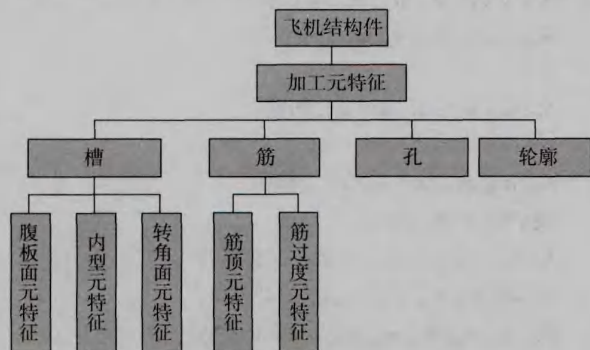 飞机结构件
加工元特征
槽
筋
孔
轮廓
腹板面元特征
内型元特征
转角面元特征
筋顶元特征
筋过度元特征